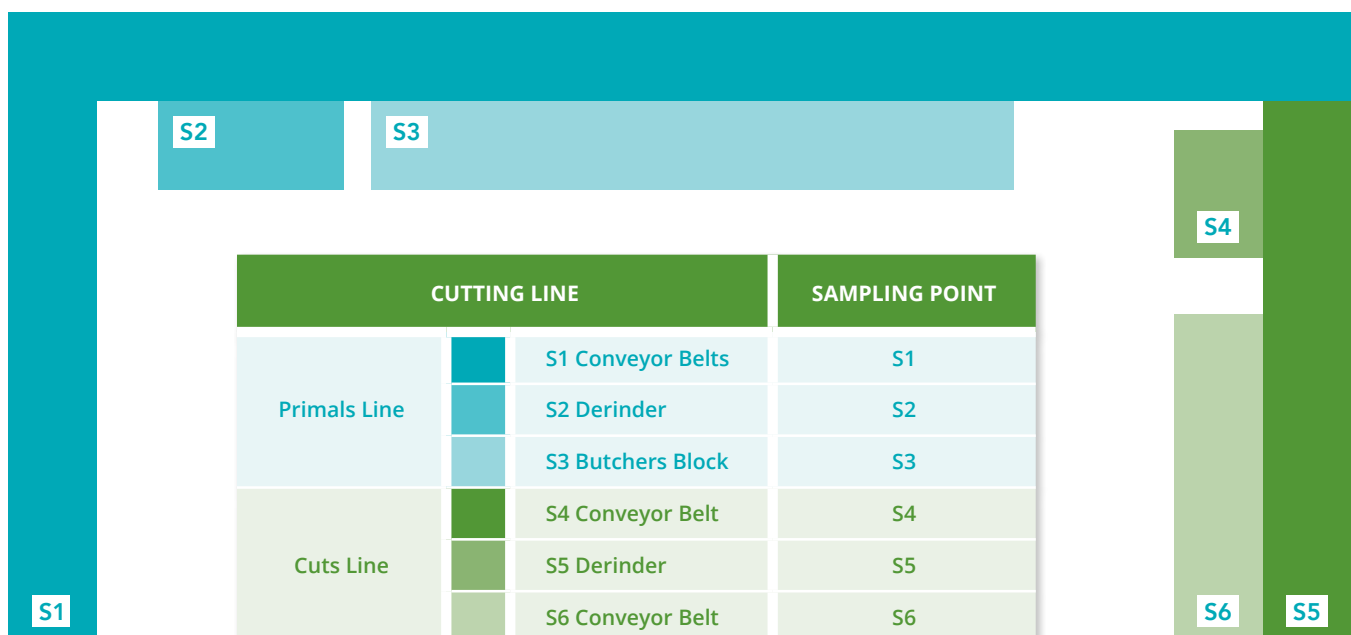 S2 S3
S4
CUTTING LINE SAMPLING POINT
S1 Conveyor Belts S1
Primals Line S2 Derinder S2
S3 Butchers Block S3
S4 Conveyor Belt S4
Cuts Line S5 Derinder S5
S6 Conveyor Belt S6
S1 S6 S5